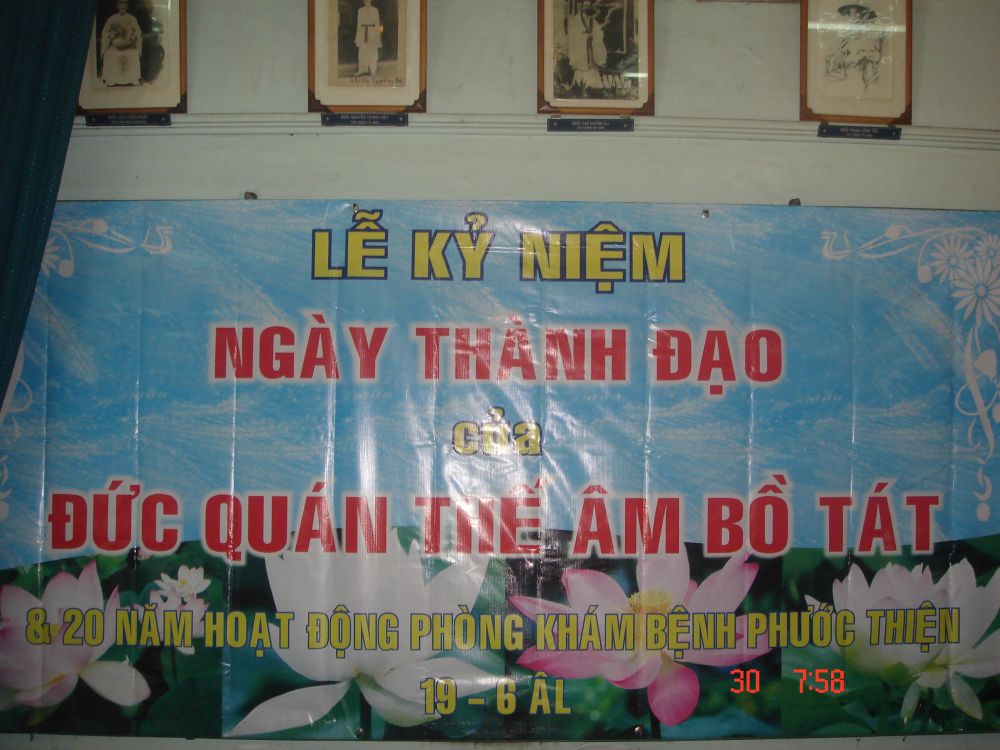 LỄ KỶ NIỆM
NGÀY THÀNH ĐẠO
của
ĐỨC QUÁN THẾ ÂM BỒ TÁT
& 20 NĂM HOẠT ĐỘNG PHÒNG KHÁM BỆNH PHƯỚC THIỆN
19 - 6 ÂL
30 7:58